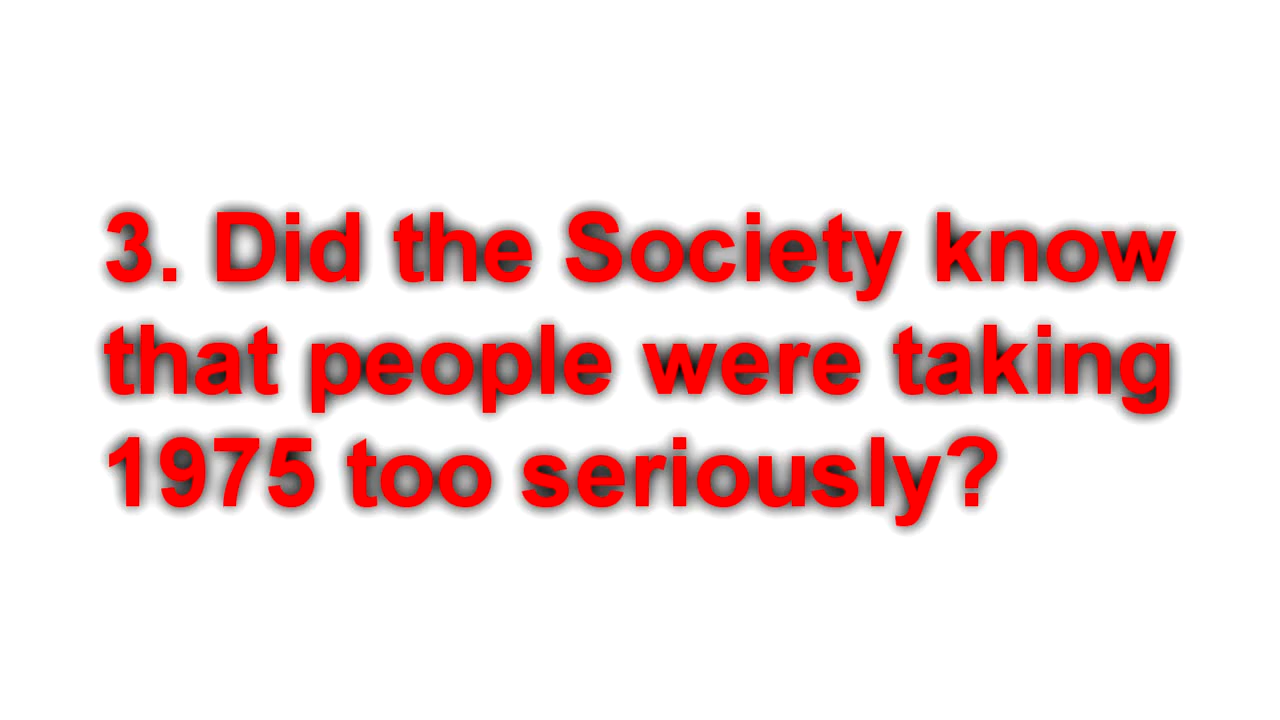 3. Did the Society know
that people were taking
1975 too seriously?